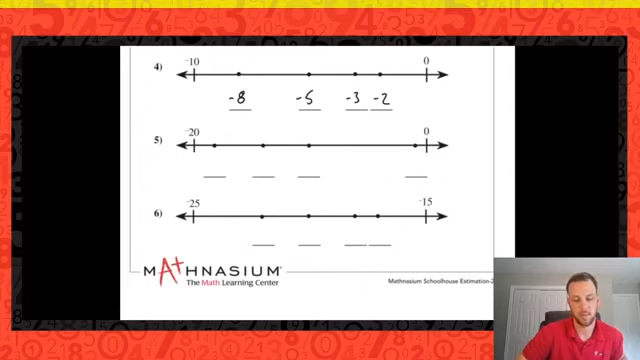 4) -10 0
-8 -5 -3 -2
5) -20 0
6) -25 -15
MATHNASIUM®
The Math Learning Center
Mathnasium Schoolhouse Estimation-2